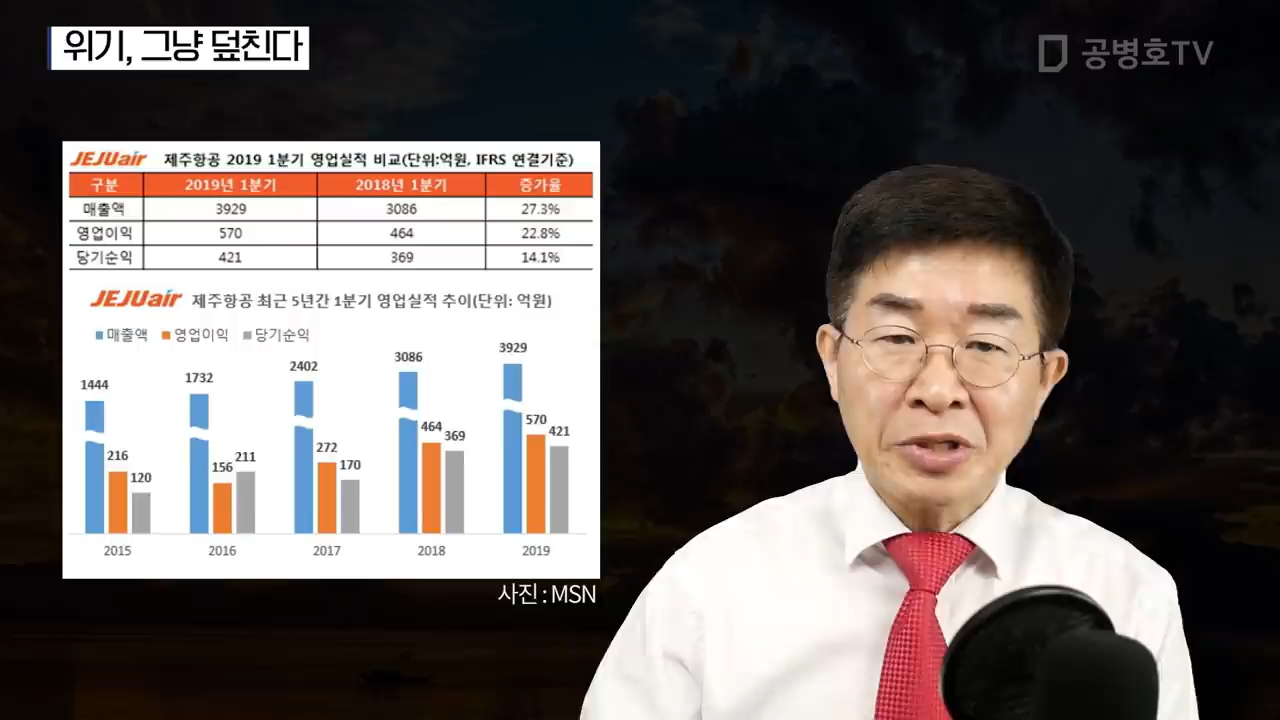 위기, 그냥 덮친다
공병호TV
JEJUair 제주항공 2019 1분기 영업실적 비교(단위:억원, IFRS 연결기준)
구분 2019년 1분기 2018년 1분기 증가율
매출액 3929 3086 27.3%
영업이익 570 464 22.8%
당기순익 421 369 14.1%
JEJUair 제주항공 최근 5년간 1분기 영업실적 추이(단위: 억원)
매출액 영업이익 당기순익
1444 216 120
1732 156 211
2402 272 170
3086 464 369
3929 570 421
2015 2016 2017 2018 2019
사진 : MSN